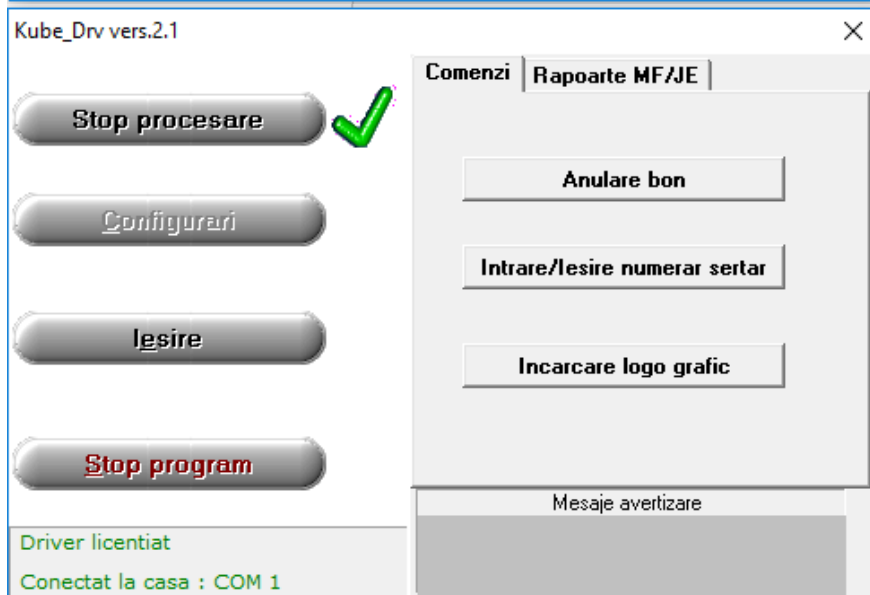 Kube_Drv vers.2.1
Stop procesare
Configurari
Iesire
Stop program
Driver licentiat
Conectat la casa : COM 1
Comenzi
Rapoarte MF/JE
Anulare bon
Intrare/Iesire numerar sertar
Incarcare logo grafic
Mesaje avertizare